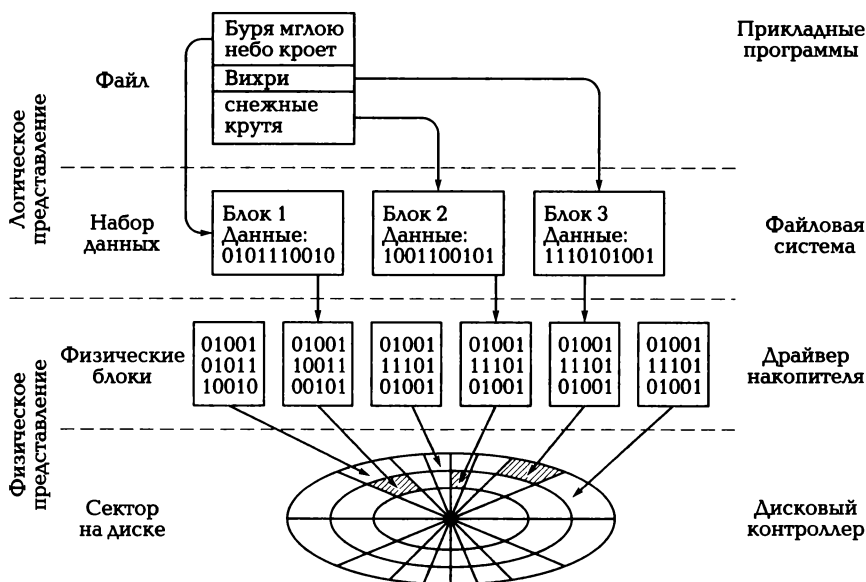 Буря мглою
небо кроет
Вихри
снежные
крутя
Прикладные
программы
Файл
Логическое
представление
Набор
данных
Блок 1
Данные:
0101110010
Блок 2
Данные:
1001100101
Блок 3
Данные:
1110101001
Файловая
система
Физическое
представление
Физические
блоки
01001
01011
10010
01001
10011
00101
01001
11101
01001
01001
11101
01001
01001
11101
01001
01001
11101
01001
Драйвер
накопителя
Сектор
на диске
Дисковый
контроллер